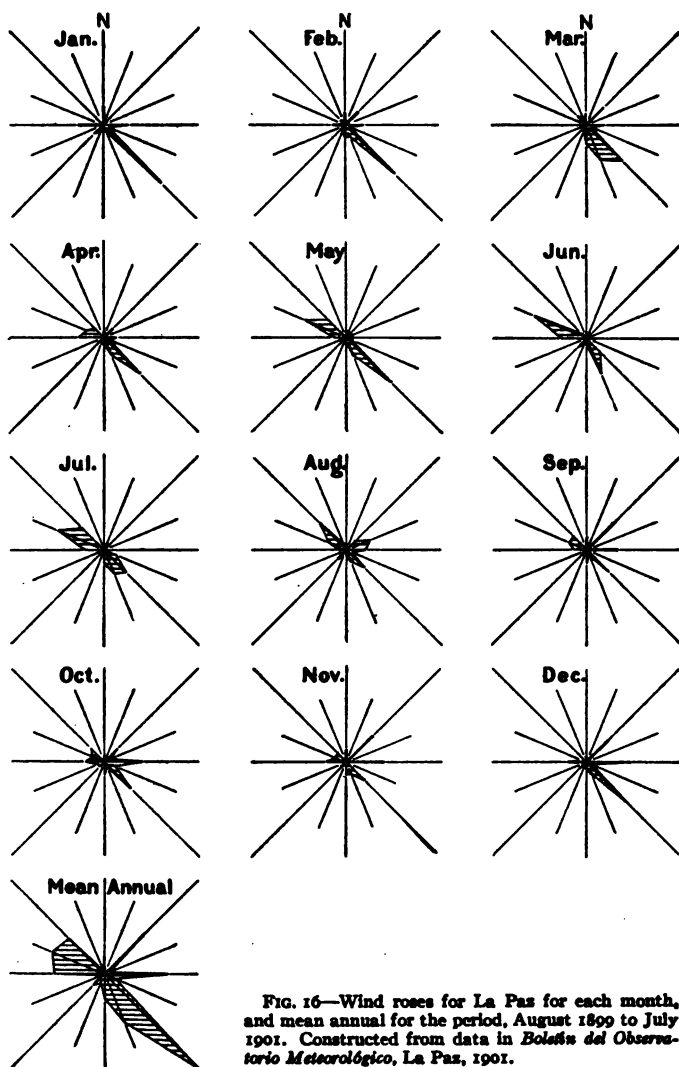 N
N
N
Jan.
Feb.
Mar.
Apr.
May
Jun.
Jul.
Aug.
Sep.
Oct.
Nov.
Dec.
Mean Annual
FIG. 16—Wind roses for La Paz for each month,
and mean annual for the period, August 1899 to July
1901. Constructed from data in Boletín del Observa-
torio Meteorológico, La Paz, 1901.